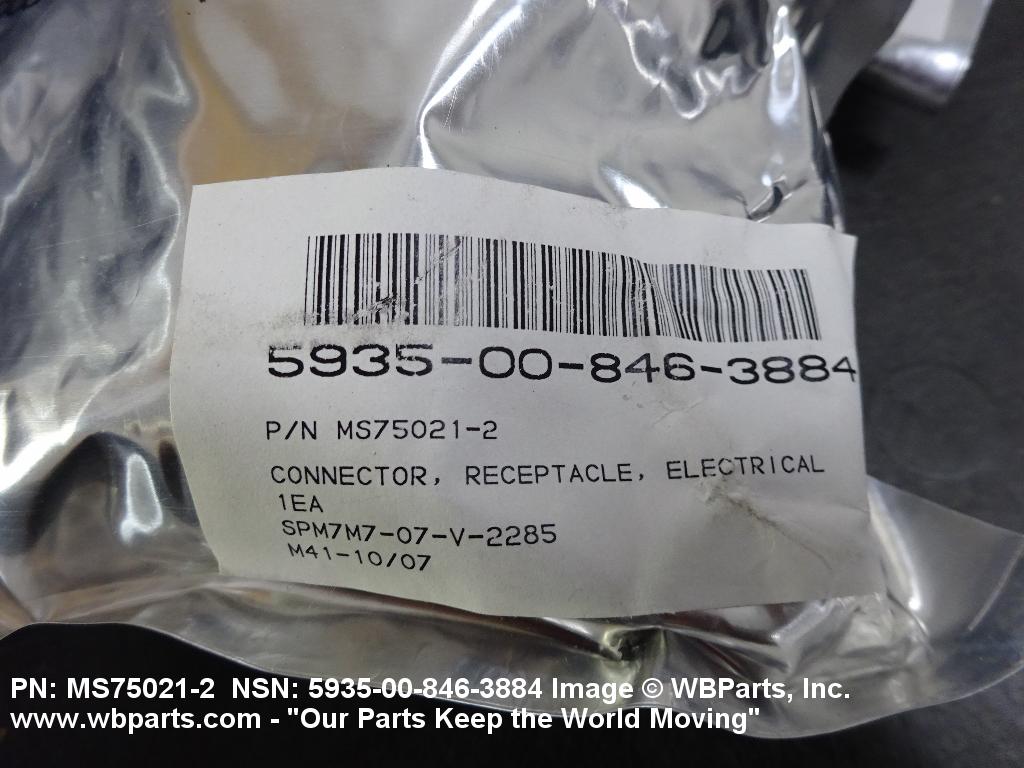 5935-00-846-3884
P/N MS75021-2
CONNECTOR, RECEPTACLE, ELECTRICAL
1EA
SPM7M7-07-V-2285
M41-10/07
PN: MS75021-2 NSN: 5935-00-846-3884 Image © WBParts, Inc.
www.wbparts.com - "Our Parts Keep the World Moving"